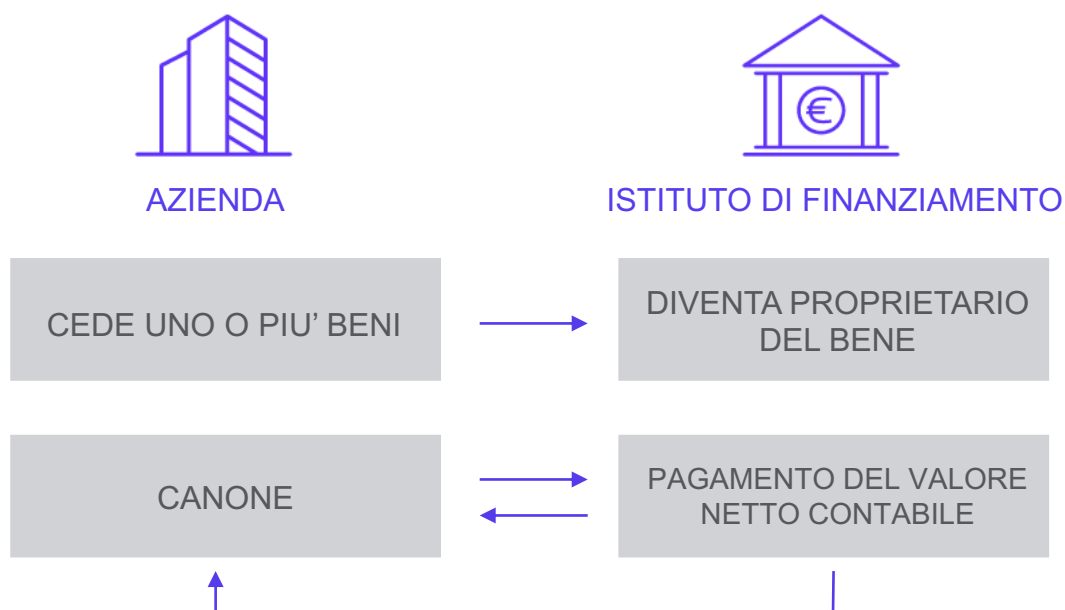 AZIENDA
ISTITUTO DI FINANZIAMENTO
CEDE UNO O PIU’ BENI
DIVENTA PROPRIETARIO
DEL BENE
CANONE
PAGAMENTO DEL VALORE
NETTO CONTABILE